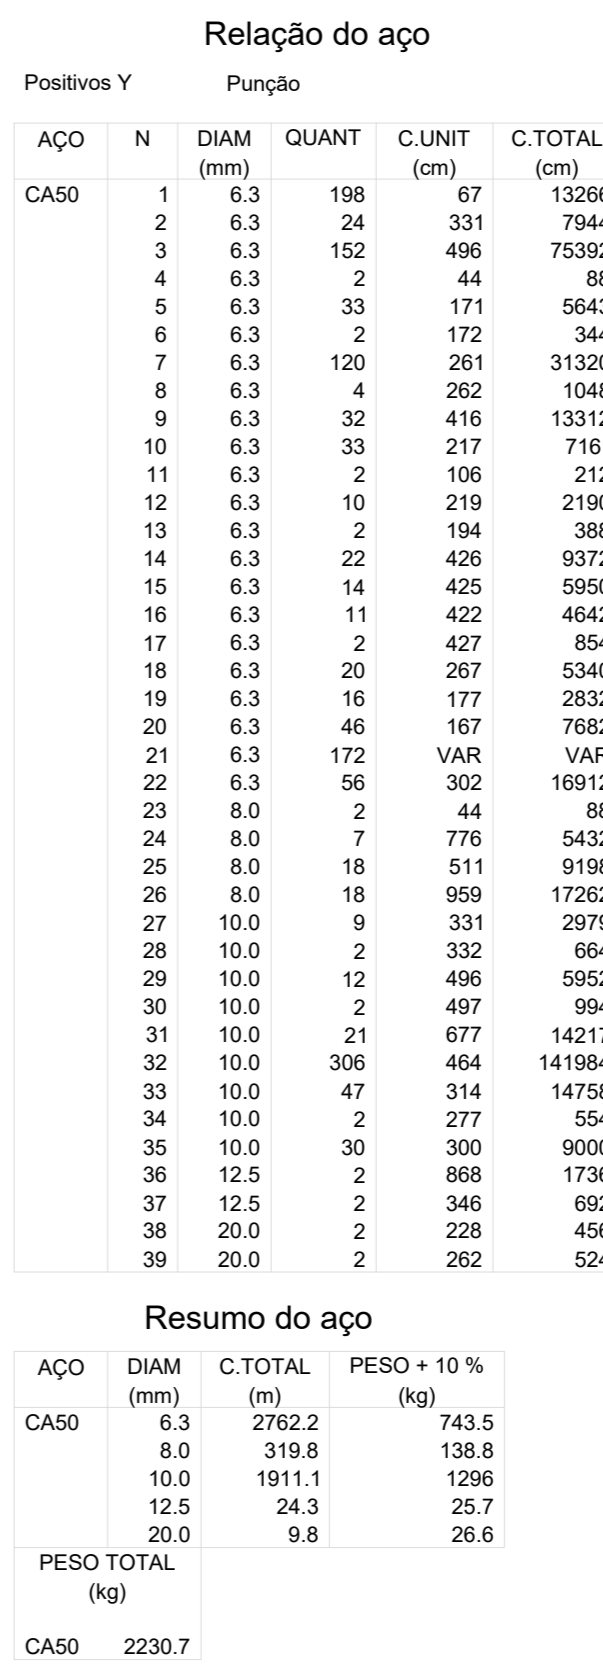 Relação do aço
Positivos Y Punção
AÇO N DIAM QUANT C.UNIT C.TOTAL
(mm) (cm) (cm)
CA50 1 6.3 198 67 13266
2 6.3 24 331 7944
3 6.3 152 496 75392
4 6.3 2 44 88
5 6.3 33 171 5643
6 6.3 2 172 344
7 6.3 120 261 31320
8 6.3 4 262 1048
9 6.3 32 416 13312
10 6.3 33 217 716
11 6.3 2 106 212
12 6.3 10 219 2190
13 6.3 2 194 388
14 6.3 22 426 9372
15 6.3 14 425 5950
16 6.3 11 422 4642
17 6.3 2 427 854
18 6.3 20 267 5340
19 6.3 16 177 2832
20 6.3 46 167 7682
21 6.3 172 VAR VAR
22 6.3 56 302 16912
23 8.0 2 44 88
24 8.0 7 776 5432
25 8.0 18 511 9198
26 8.0 18 959 17262
27 10.0 9 331 2979
28 10.0 2 332 664
29 10.0 12 496 5952
30 10.0 2 497 994
31 10.0 21 677 14217
32 10.0 306 464 141984
33 10.0 47 314 14758
34 10.0 2 277 554
35 10.0 30 300 9000
36 12.5 2 868 1736
37 12.5 2 346 692
38 20.0 2 228 456
39 20.0 2 262 524
Resumo do aço
AÇO DIAM C.TOTAL PESO + 10 %
(mm) (m) (kg)
CA50 6.3 2762.2 743.5
8.0 319.8 138.8
10.0 1911.1 1296
12.5 24.3 25.7
20.0 9.8 26.6
PESO TOTAL
(kg)
CA50 2230.7